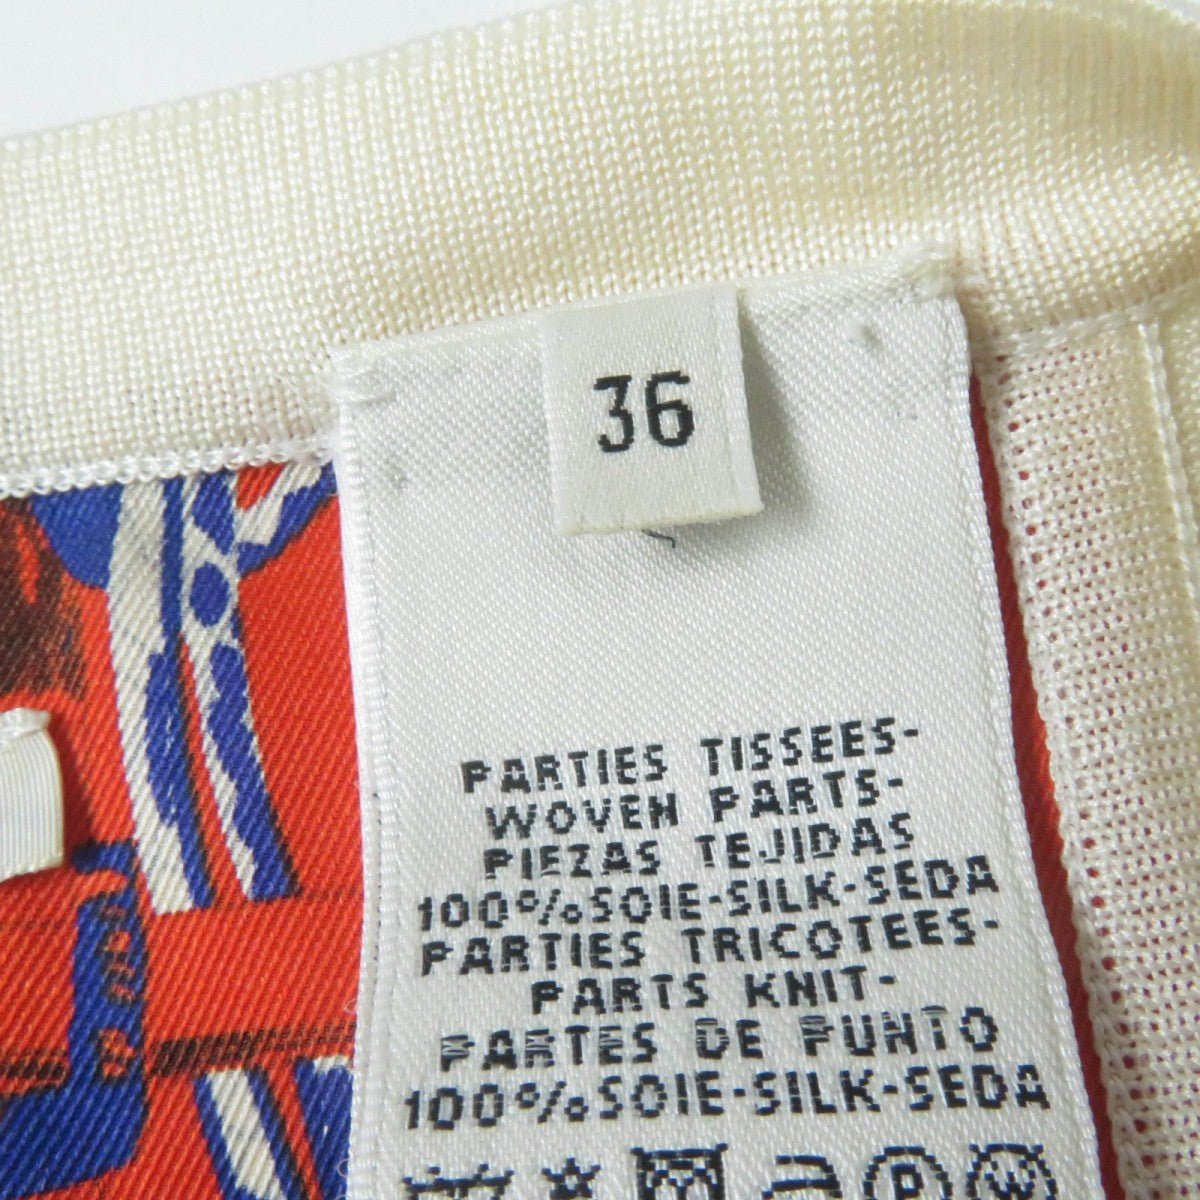 36
PARTIES TISSEES-
WOVEN PARTS-
PIEZAS TEJIDAS
100%SOIE-SILK-SEDA
PARTIES TRICOTEES-
PARTS KNIT-
PARTES DE PUNTO
100%SOIE-SILK-SEDA
P W